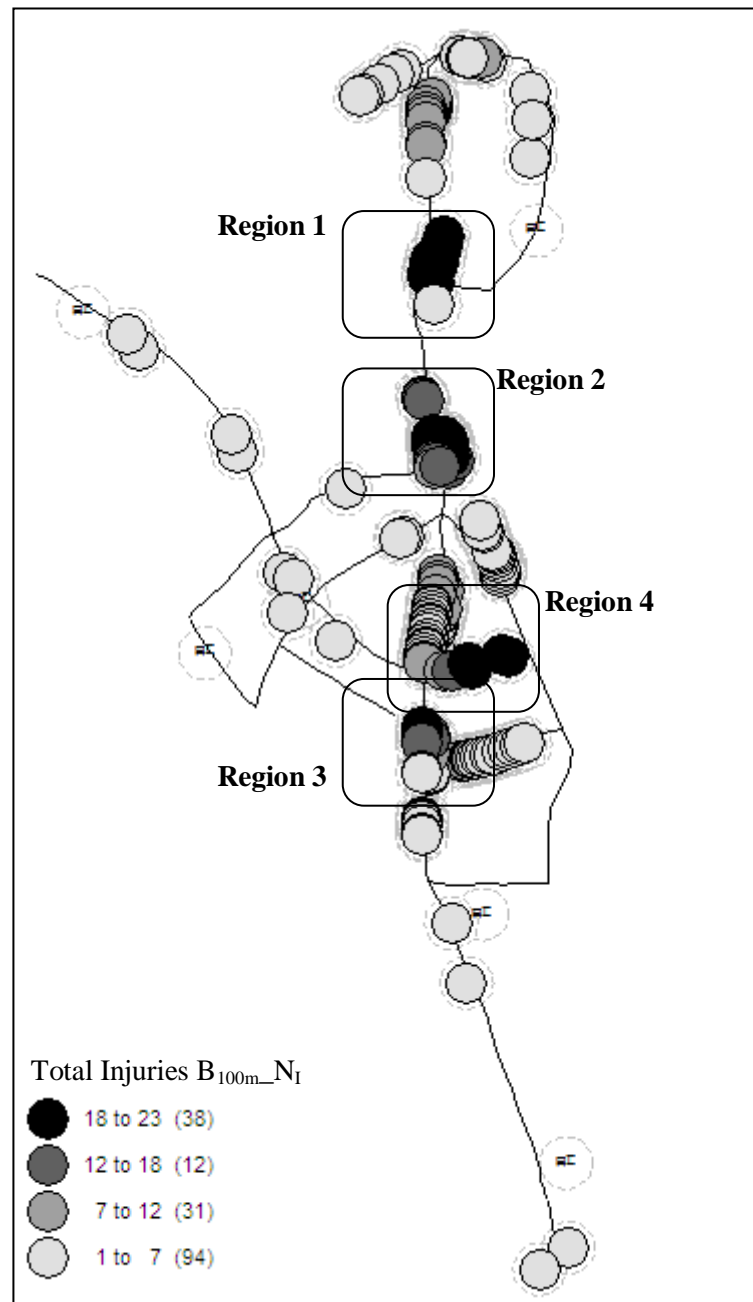 Region 1
Region 2
Region 4
Region 3
Total Injuries B100m_NI
18 to 23 (38)
12 to 18 (12)
7 to 12 (31)
1 to 7 (94)